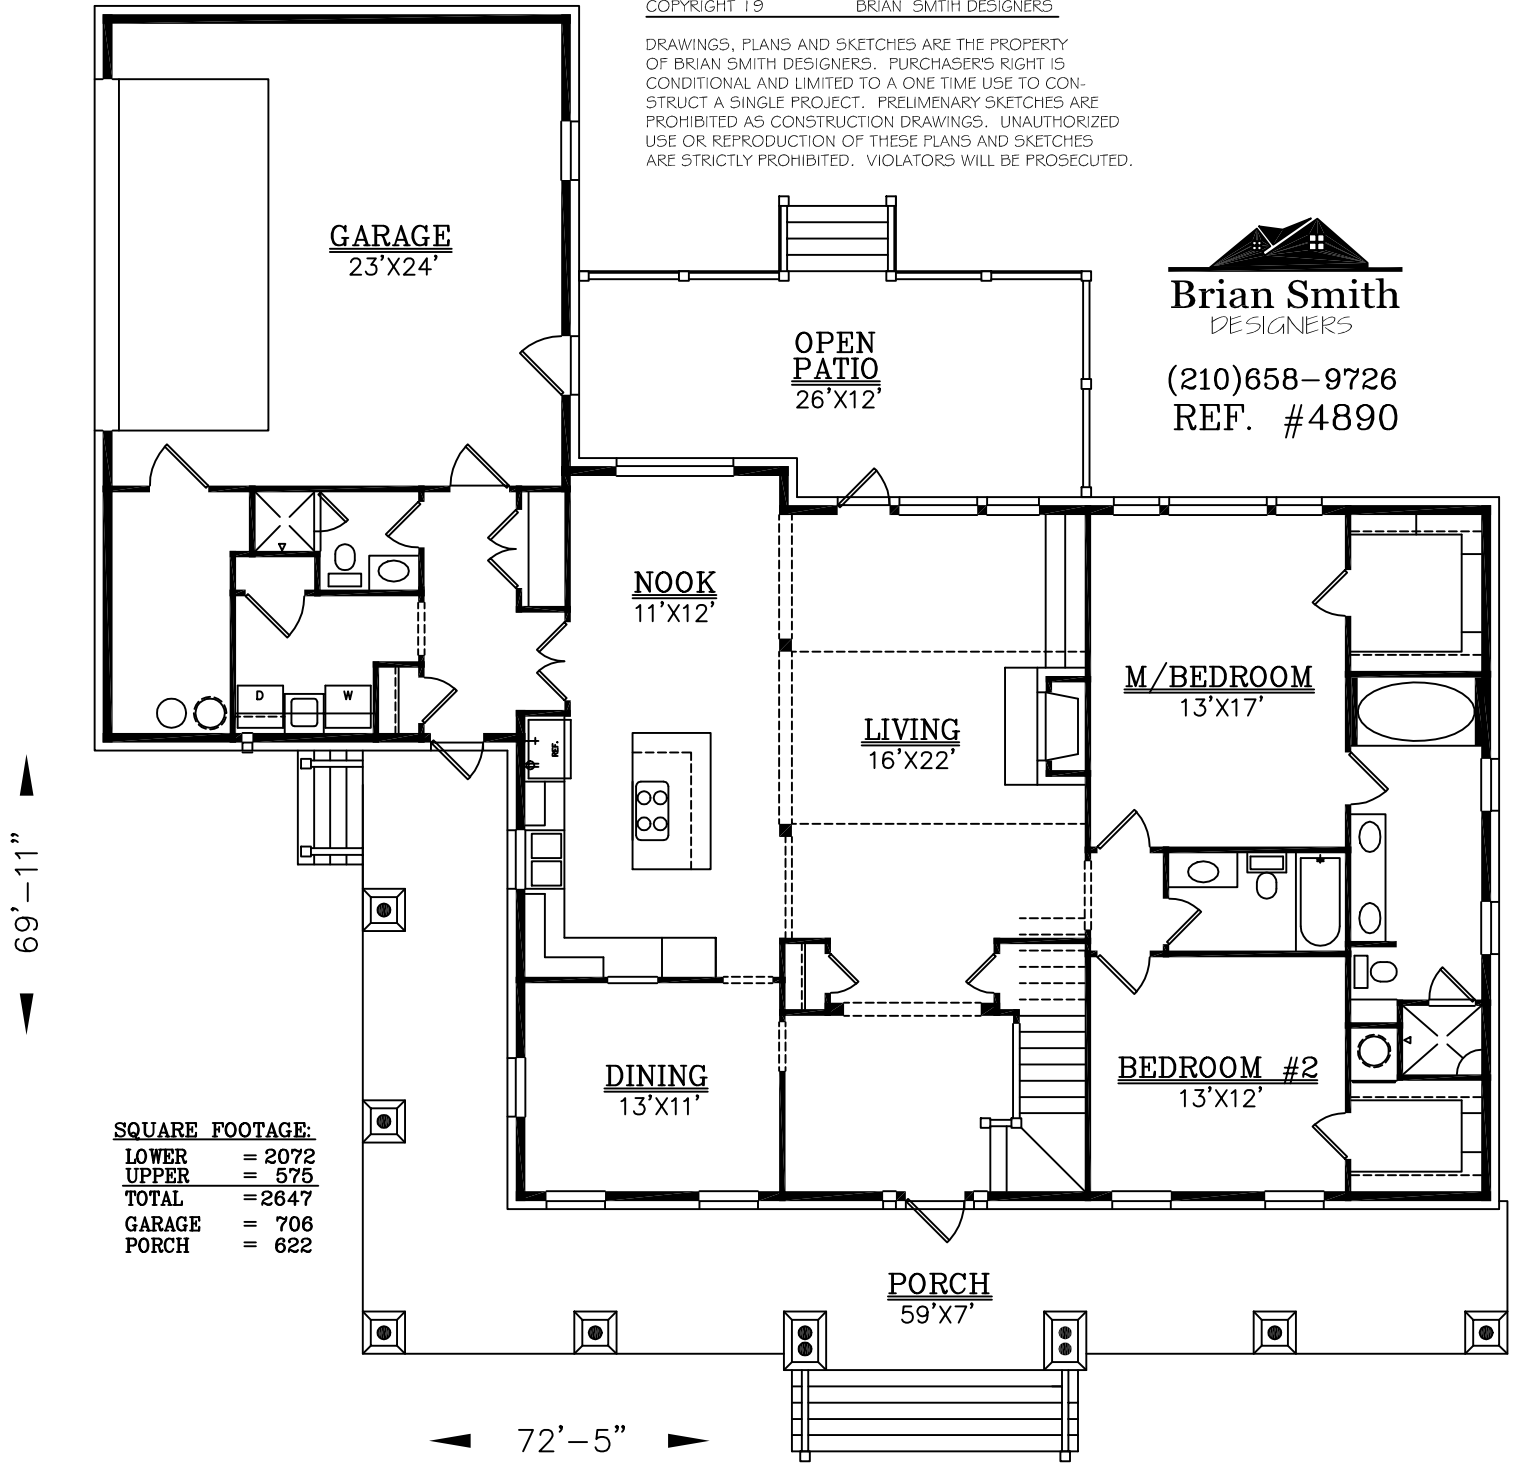 COPYRIGHT 19 BRIAN SMTIH DESIGNERS
DRAWINGS, PLANS AND SKETCHES ARE THE PROPERTY
OF BRIAN SMITH DESIGNERS. PURCHASER'S RIGHT IS
CONDITIONAL AND LIMITED TO A ONE TIME USE TO CON-
STRUCT A SINGLE PROJECT. PRELIMENARY SKETCHES ARE
PROHIBITED AS CONSTRUCTION DRAWINGS. UNAUTHORIZED
USE OR REPRODUCTION OF THESE PLANS AND SKETCHES
ARE STRICTLY PROHIBITED. VIOLATORS WILL BE PROSECUTED.
GARAGE
23'X24'
OPEN
PATIO
26'X12'
Brian Smith
DESIGNERS
(210)658-9726
REF. #4890
NOOK
11'X12'
M/BEDROOM
13'X17'
LIVING
16'X22'
D
W
REF.
69'-11"
DINING
13'X11'
BEDROOM #2
13'X12'
SQUARE FOOTAGE:
LOWER = 2072
UPPER = 575
TOTAL =2647
GARAGE = 706
PORCH = 622
PORCH
59'X7'
72'-5"